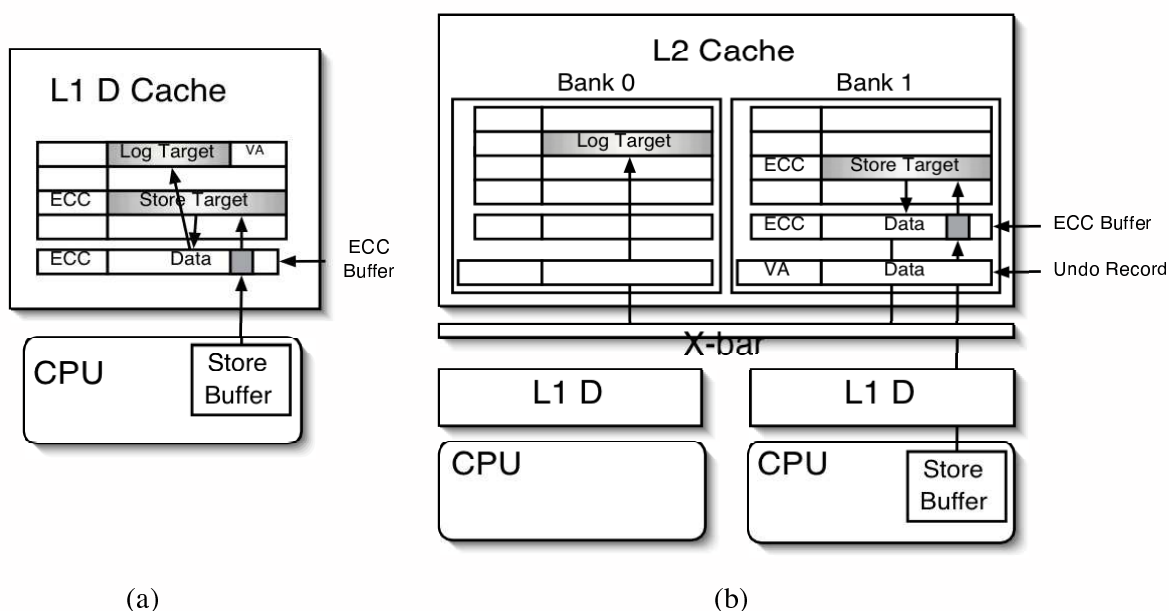 L1 D Cache
Log Target
VA
ECC
Store Target
ECC
Data
ECC
Buffer
CPU
Store
Buffer
(a)
L2 Cache
Bank 0
Bank 1
Log Target
ECC
Store Target
ECC
Data
ECC Buffer
VA
Data
Undo Record
X-bar
L1 D
L1 D
CPU
CPU
Store
Buffer
(b)